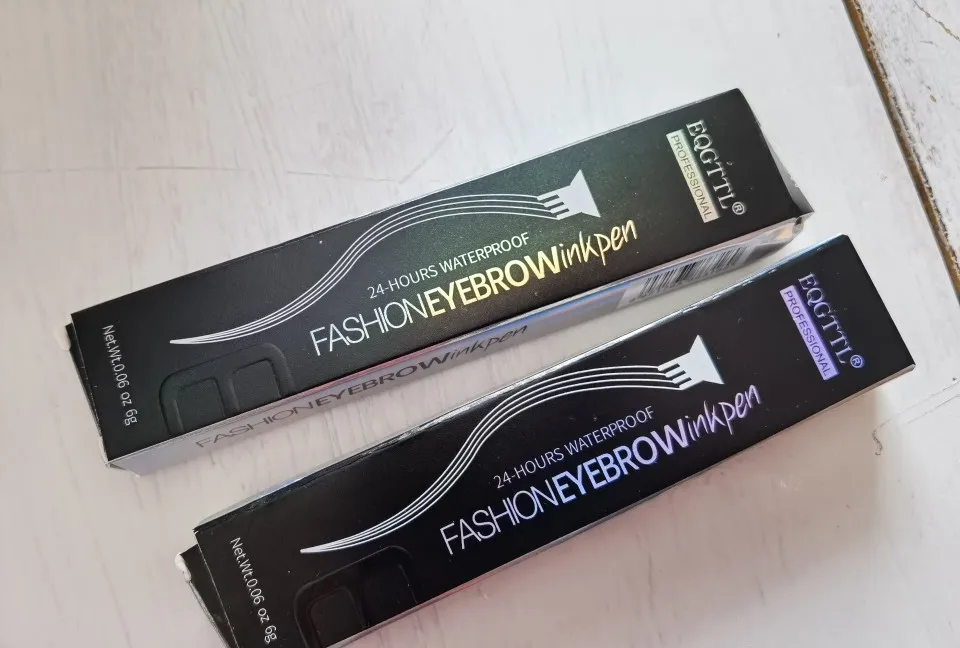 EQGTTL®
PROFESSIONAL
24-HOURS WATERPROOF
FASHIONEYEBROWinkpen
Net.Wt.0.06 oz 6g
FASHIONEYEBROWinkpen
EQGTTL®
PROFESSIONAL
24-HOURS WATERPROOF
FASHIONEYEBROWinkpen
Net.Wt.0.06 oz 6g